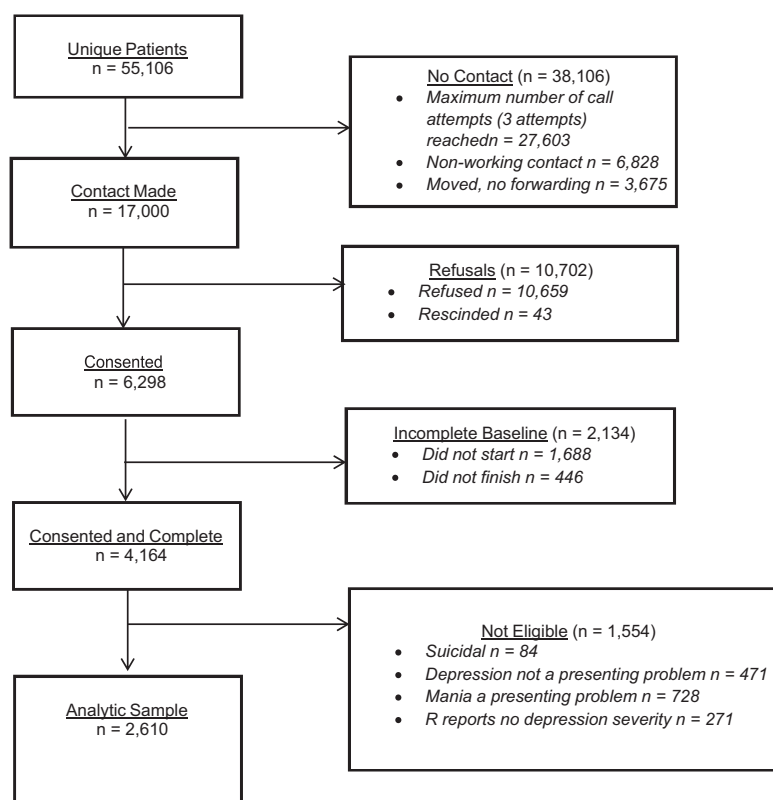 Unique Patients
n = 55,106
No Contact (n = 38,106)
• Maximum number of call
attempts (3 attempts)
reachedn = 27,603
• Non-working contact n = 6,828
• Moved, no forwarding n = 3,675
Contact Made
n = 17,000
Refusals (n = 10,702)
• Refused n = 10,659
• Rescinded n = 43
Consented
n = 6,298
Incomplete Baseline (n = 2,134)
• Did not start n = 1,688
• Did not finish n = 446
Consented and Complete
n = 4,164
Not Eligible (n = 1,554)
• Suicidal n = 84
• Depression not a presenting problem n = 471
• Mania a presenting problem n = 728
• R reports no depression severity n = 271
Analytic Sample
n = 2,610